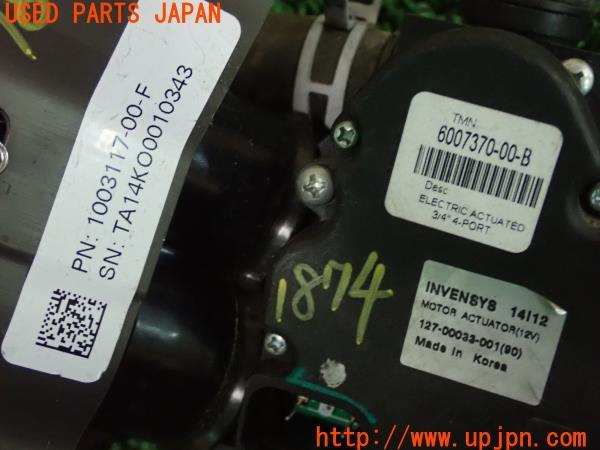 USED PARTS JAPAN
PN: 1003117-00-F
SN: TA14KO0010343
TMN:
6007370-00-B
Desc
ELECTRIC ACTUATED
3/4" 4-PORT
1874
INVENSYS 14I12
MOTOR ACTUATOR(12V)
127-00033-001(90)
Made in Korea
http://www.upjpn.com/